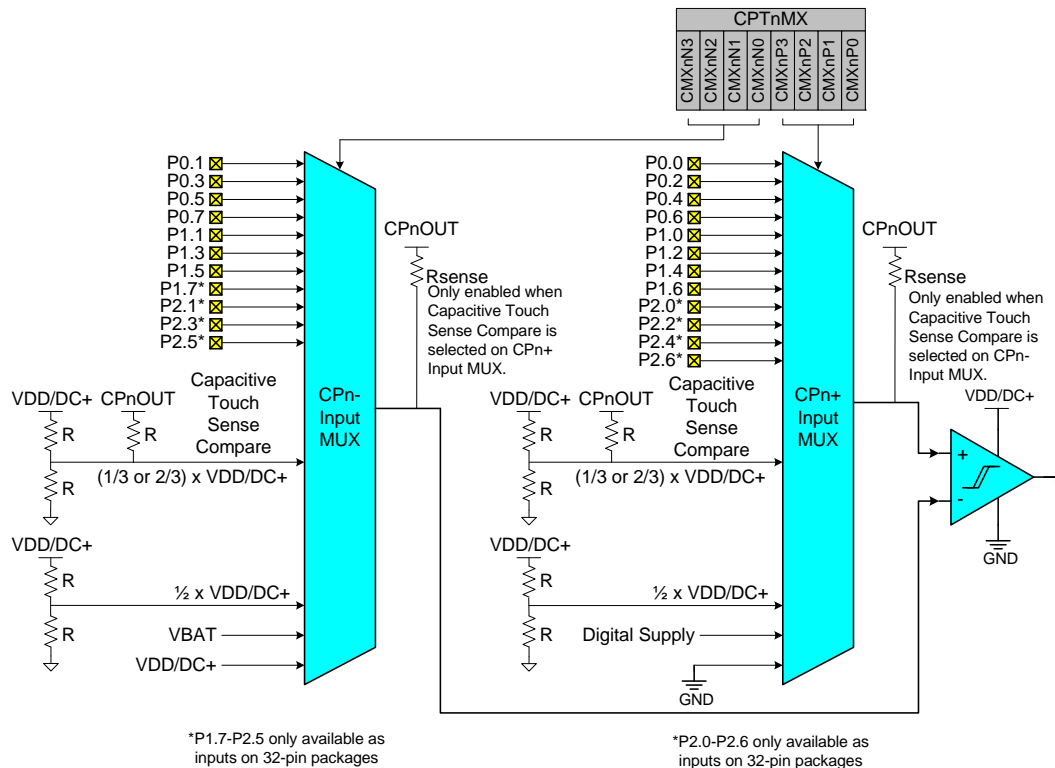 CPTnMX
CMXnN3
CMXnN2
CMXnN1
CMXnN0
CMXnP3
CMXnP2
CMXnP1
CMXnP0
P0.1
P0.3
P0.5
P0.7
P1.1
P1.3
P1.5
P1.7*
P2.1*
P2.3*
P2.5*
CPnOUT
Rsense
Only enabled when
Capacitive Touch
Sense Compare is
selected on CPn+
Input MUX.
VDD/DC+
CPnOUT
R
R
R
Capacitive
Touch
Sense
Compare
(1/3 or 2/3) x VDD/DC+
CPn-
Input
MUX
VDD/DC+
R
R
½ x VDD/DC+
VBAT
VDD/DC+
*P1.7-P2.5 only available as
inputs on 32-pin packages
P0.0
P0.2
P0.4
P0.6
P1.0
P1.2
P1.4
P1.6
P2.0*
P2.2*
P2.4*
P2.6*
CPnOUT
Rsense
Only enabled when
Capacitive Touch
Sense Compare is
selected on CPn-
Input MUX.
VDD/DC+
CPnOUT
R
R
R
Capacitive
Touch
Sense
Compare
(1/3 or 2/3) x VDD/DC+
CPn+
Input
MUX
VDD/DC+
+
-
GND
VDD/DC+
R
R
½ x VDD/DC+
Digital Supply
GND
*P2.0-P2.6 only available as
inputs on 32-pin packages